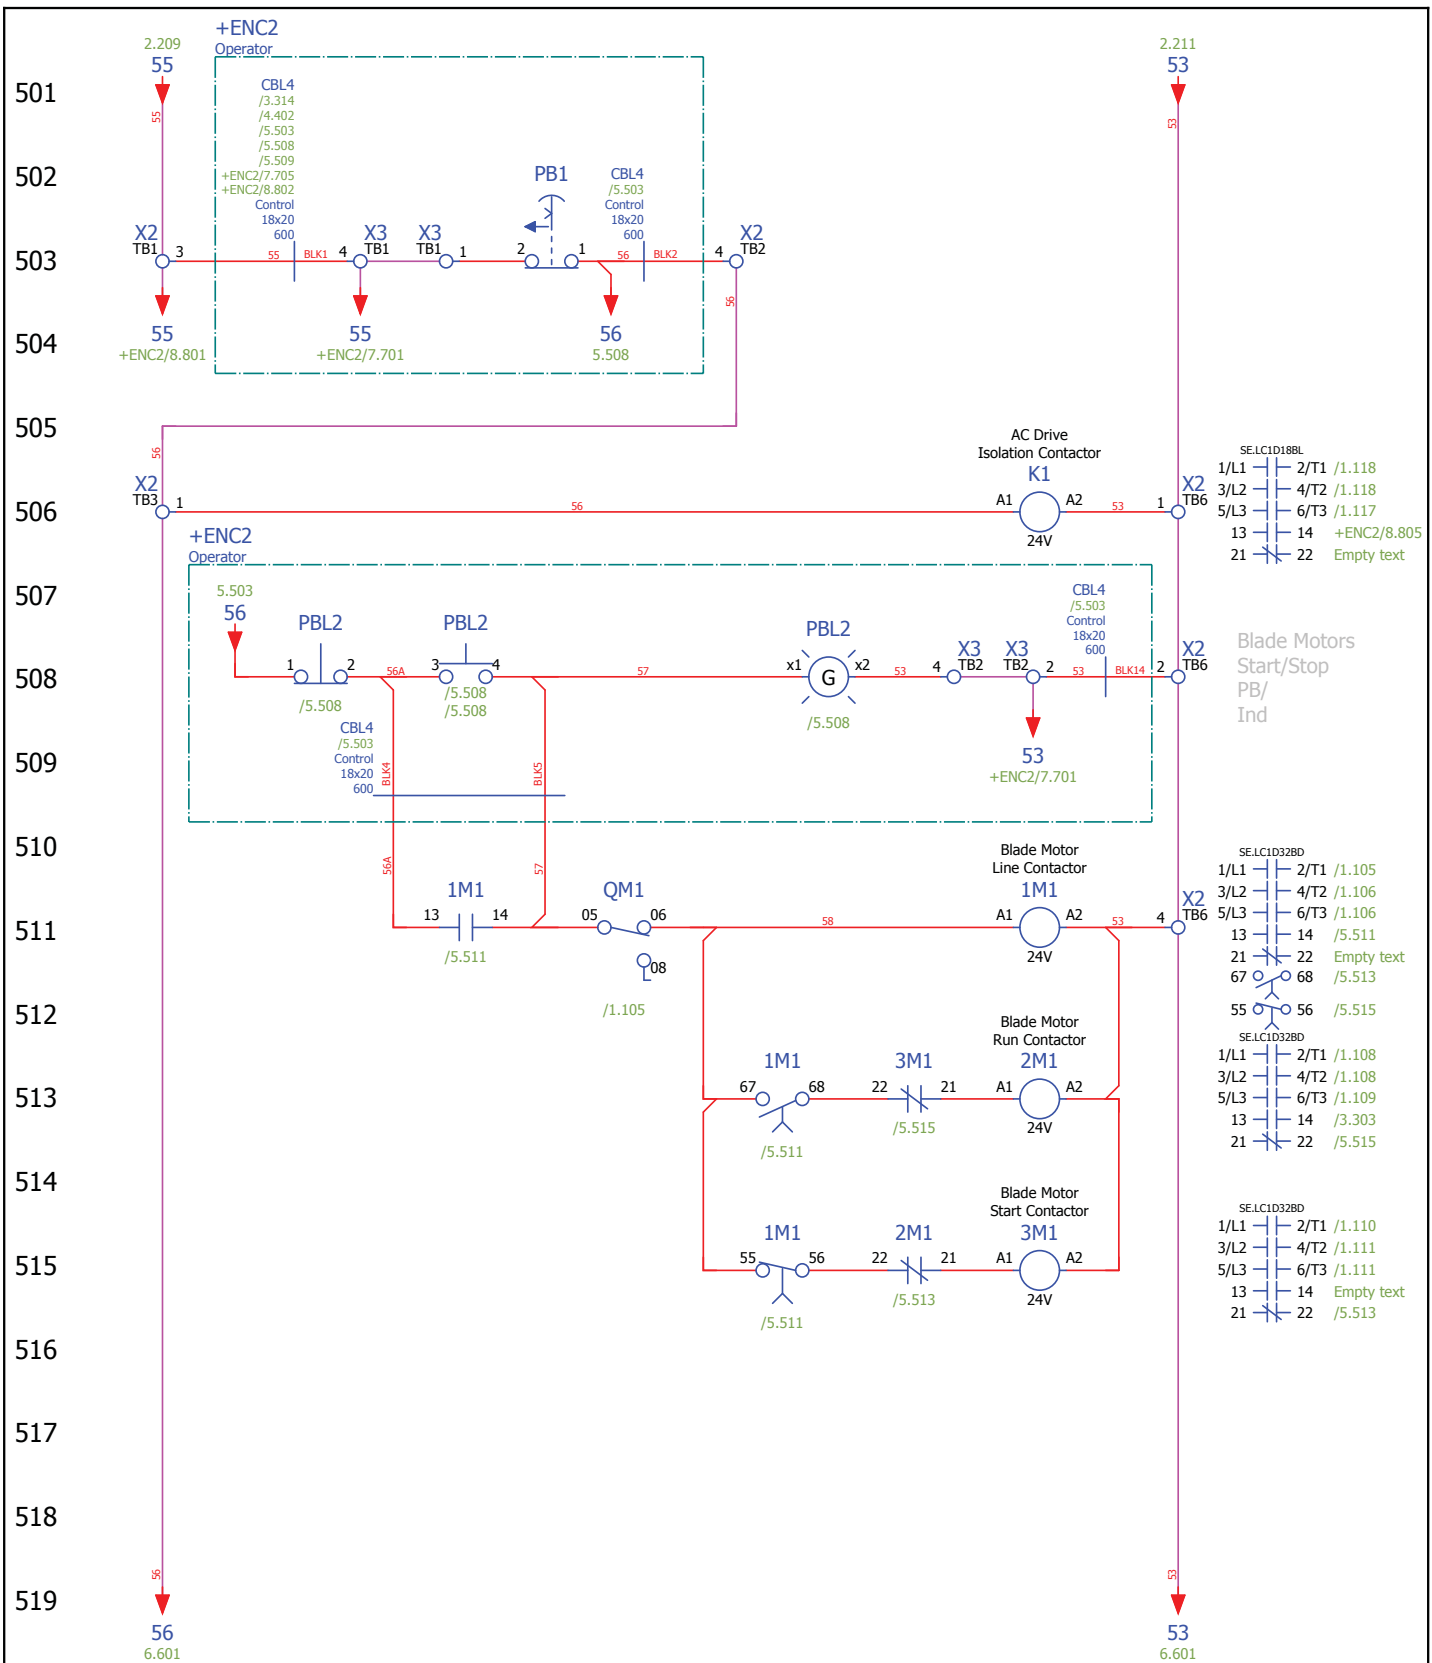 +ENC2
Operator
2.209
55
2.211
53
501
CBL4
/3.314
/4.402
/5.503
/5.508
/5.509
+ENC2/7.705
+ENC2/8.802
Control
18x20
600
55
53
502
PB1
CBL4
/5.503
Control
18x20
600
503
X2
TB1
3
55
BLK1
4
X3
TB1
X3
TB1
1
2
1
56
BLK2
4
X2
TB2
56
504
55
+ENC2/8.801
55
+ENC2/7.701
56
5.508
505
56
AC Drive
Isolation Contactor
K1
506
X2
TB3
1
56
A1
A2
24V
53
1
X2
TB6
SE.LC1D18BL
1/L1 2/T1 /1.118
3/L2 4/T2 /1.118
5/L3 6/T3 /1.117
13 14 +ENC2/8.805
21 22 Empty text
+ENC2
Operator
507
5.503
56
PBL2
PBL2
PBL2
CBL4
/5.503
Control
18x20
600
508
1
2
/5.508
56A
3
4
/5.508
/5.508
57
x1
G
x2
/5.508
53
4
X3
TB2
X3
TB2
2
53
BLK14
2
X2
TB6
Blade Motors
Start/Stop
PB/
Ind
509
CBL4
/5.503
Control
18x20
600
BLK4
BLK5
53
+ENC2/7.701
510
56A
57
Blade Motor
Line Contactor
1M1
511
1M1
13
14
/5.511
QM1
05
06
08
/1.105
58
A1
A2
24V
53
4
X2
TB6
SE.LC1D32BD
1/L1 2/T1 /1.105
3/L2 4/T2 /1.106
5/L3 6/T3 /1.106
13 14 /5.511
21 22 Empty text
67 68 /5.513
55 56 /5.515
512
Blade Motor
Run Contactor
2M1
513
1M1
67
68
/5.511
3M1
22
21
/5.515
A1
A2
24V
SE.LC1D32BD
1/L1 2/T1 /1.108
3/L2 4/T2 /1.108
5/L3 6/T3 /1.109
13 14 /3.303
21 22 /5.515
514
Blade Motor
Start Contactor
3M1
515
1M1
55
56
/5.511
2M1
22
21
/5.513
A1
A2
24V
SE.LC1D32BD
1/L1 2/T1 /1.110
3/L2 4/T2 /1.111
5/L3 6/T3 /1.111
13 14 Empty text
21 22 /5.513
516
517
518
519
56
53
56
6.601
53
6.601